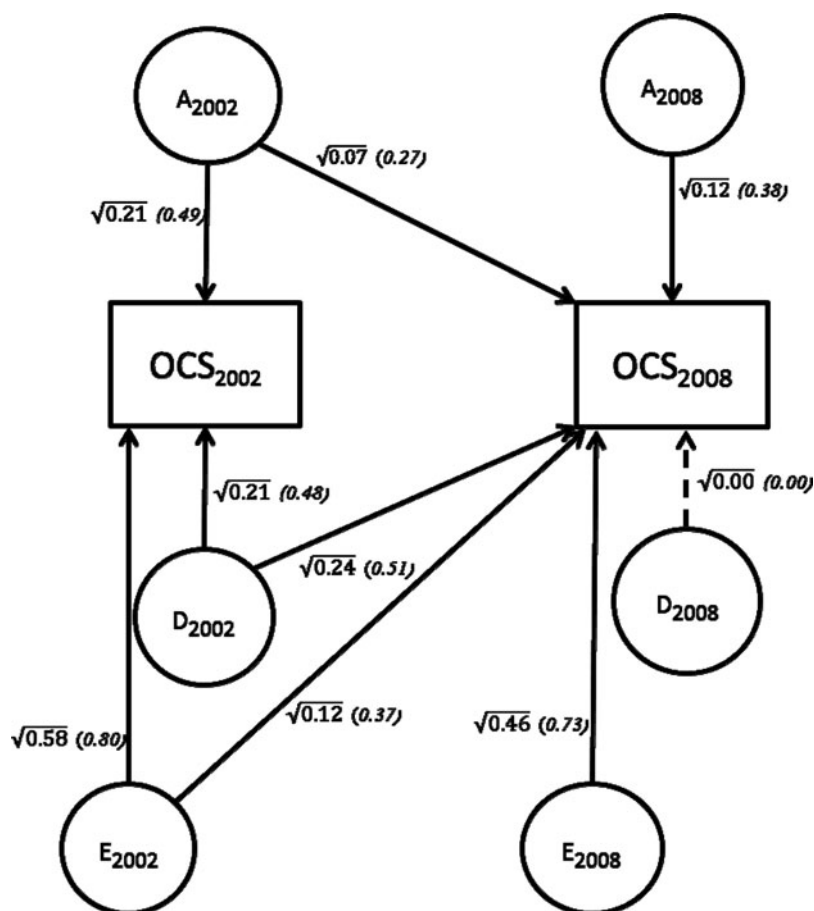 A2002
A2008
√0.07 (0.27)
√0.21 (0.49)
√0.12 (0.38)
OCS2002
OCS2008
√0.21 (0.48)
√0.00 (0.00)
√0.24 (0.51)
D2002
D2008
√0.12 (0.37)
√0.58 (0.80)
√0.46 (0.73)
E2002
E2008